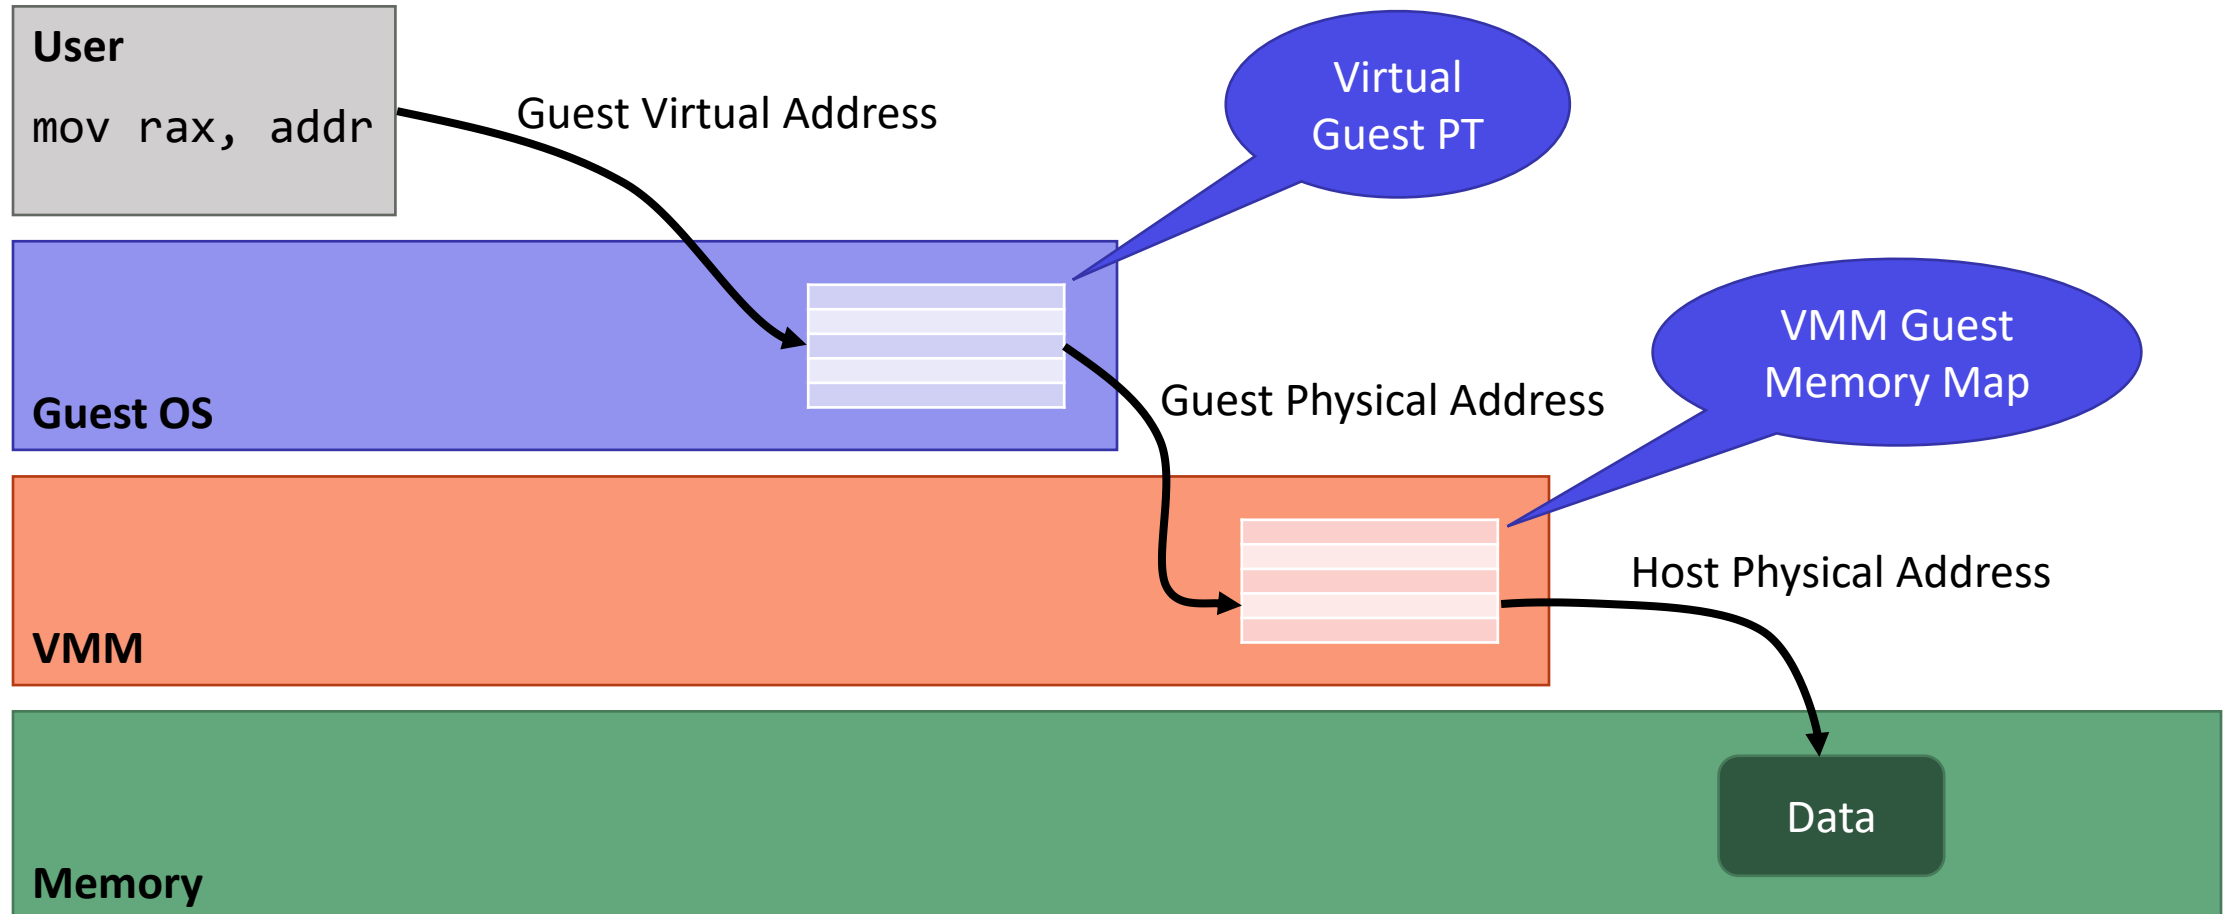 User
mov rax, addr
Guest Virtual Address
Virtual
Guest PT
Guest OS
Guest Physical Address
VMM Guest
Memory Map
VMM
Host Physical Address
Memory
Data